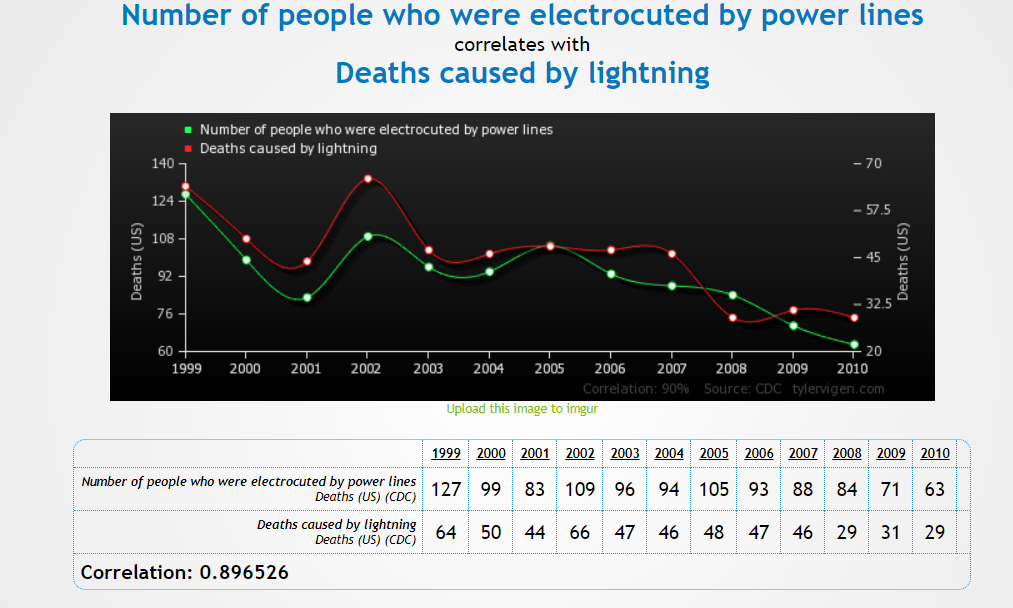 Number of people who were electrocuted by power lines
correlates with
Deaths caused by lightning
Number of people who were electrocuted by power lines
Deaths caused by lightning
140
124
108
92
76
60
Deaths (US)
70
57.5
45
32.5
20
Deaths (US)
1999 2000 2001 2002 2003 2004 2005 2006 2007 2008 2009 2010
Correlation: 90% Source: CDC tylervigen.com
Upload this image to imgur
1999 2000 2001 2002 2003 2004 2005 2006 2007 2008 2009 2010
Number of people who were electrocuted by power lines
Deaths (US) (CDC)
127 99 83 109 96 94 105 93 88 84 71 63
Deaths caused by lightning
Deaths (US) (CDC)
64 50 44 66 47 46 48 47 46 29 31 29
Correlation: 0.896526